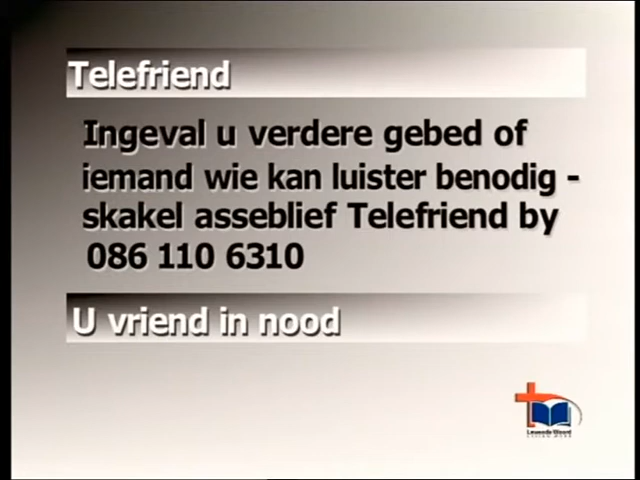 Telefriend
Ingeval u verdere gebed of
iemand wie kan luister benodig -
skakel asseblief Telefriend by
086 110 6310
U vriend in nood